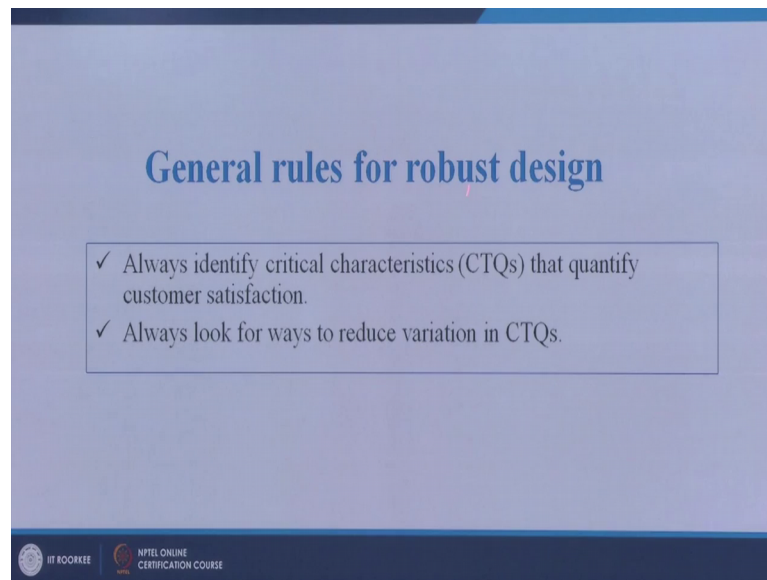 General rules for robust design
✓ Always identify critical characteristics (CTQs) that quantify
customer satisfaction.
✓ Always look for ways to reduce variation in CTQs.
IIT ROORKEE
NPTEL ONLINE
CERTIFICATION COURSE